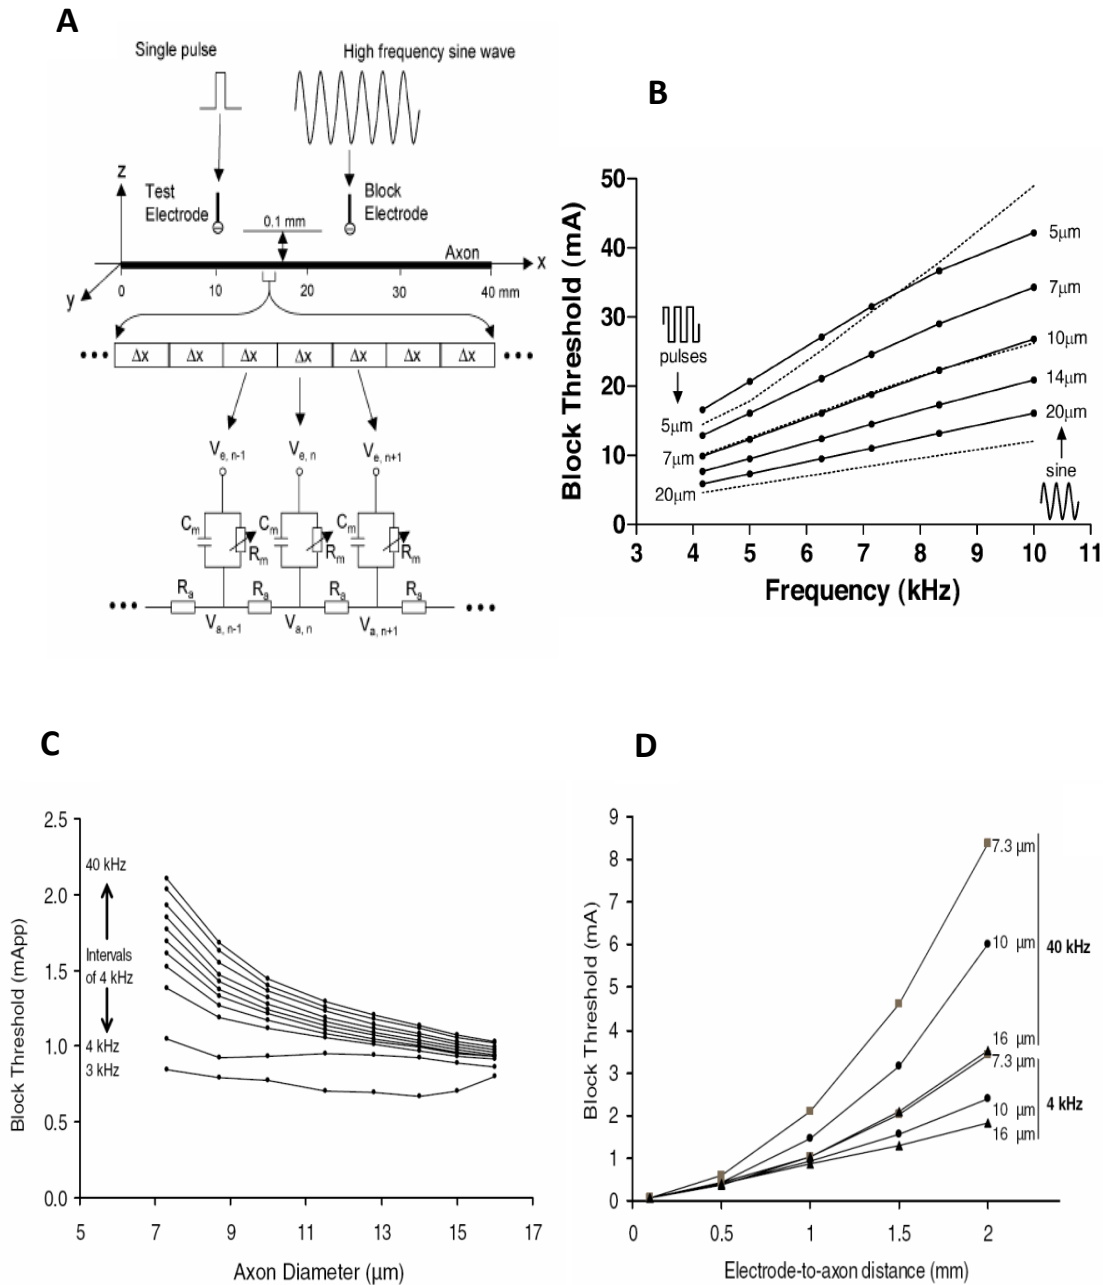 A
Single pulse
High frequency sine wave
z
Test
Electrode
Block
Electrode
0.1 mm
Axon
x
y
0 10 20 30 40 mm
Δx Δx Δx Δx Δx Δx Δx
Ve, n-1 Ve, n Ve, n+1
Cm Rm Cm Rm Cm Rm
Ra Ra Ra Ra
Va, n-1 Va, n Va, n+1
B
Block Threshold (mA)
50
40
30
20
10
0
pulses
5μm
7μm
20μm
5μm
7μm
10μm
14μm
20μm
sine
3 4 5 6 7 8 9 10 11
Frequency (kHz)
C
Block Threshold (mApp)
2.5
2.0
1.5
1.0
0.5
0.0
40 kHz
Intervals
of 4 kHz
4 kHz
3 kHz
5 7 9 11 13 15 17
Axon Diameter (μm)
D
Block Threshold (mA)
9
8
7
6
5
4
3
2
1
0
7.3 μm
10 μm
16 μm
40 kHz
7.3 μm
10 μm
16 μm
4 kHz
0 0.5 1 1.5 2
Electrode-to-axon distance (mm)